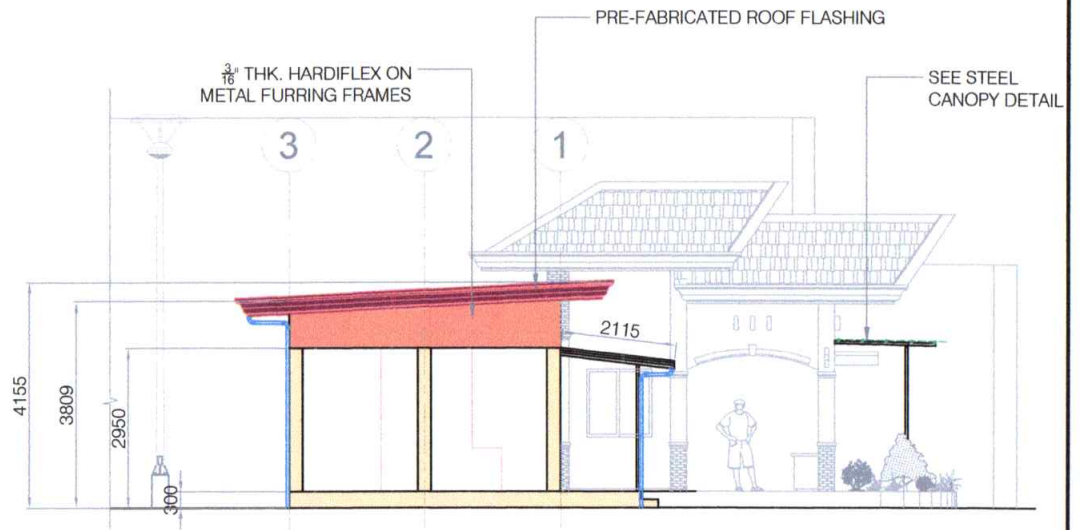 PRE-FABRICATED ROOF FLASHING
3/16" THK. HARDIFLEX ON
METAL FURRING FRAMES
SEE STEEL
CANOPY DETAIL
3
2
1
2115
4155
3809
2950
300